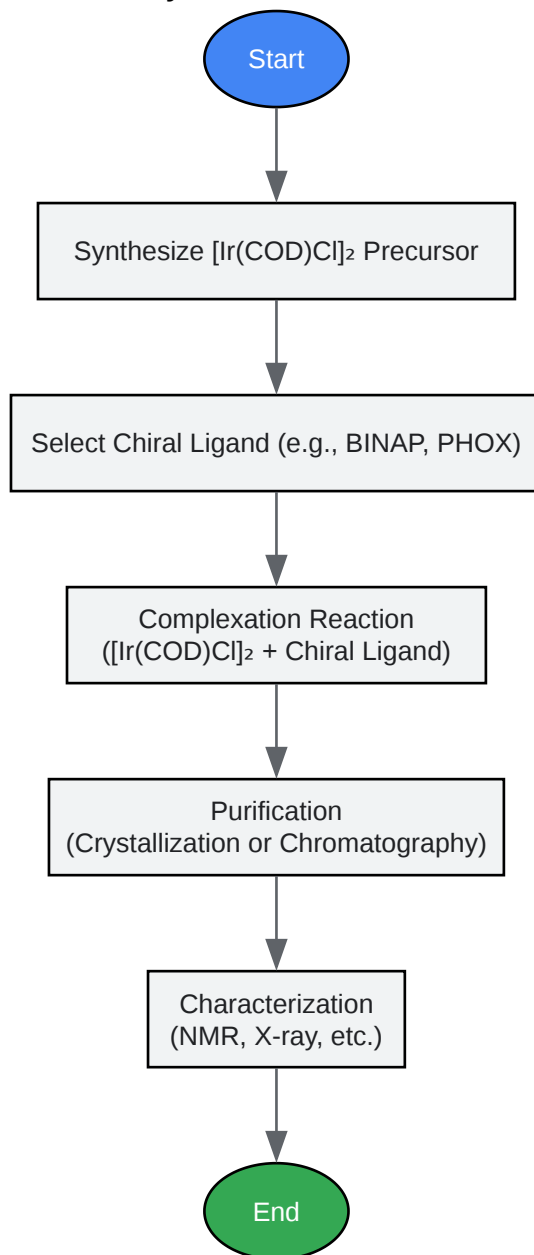 Start
Synthesize [Ir(COD)Cl]₂ Precursor
Select Chiral Ligand (e.g., BINAP, PHOX)
Complexation Reaction
([Ir(COD)Cl]₂ + Chiral Ligand)
Purification
(Crystallization or Chromatography)
Characterization
(NMR, X-ray, etc.)
End